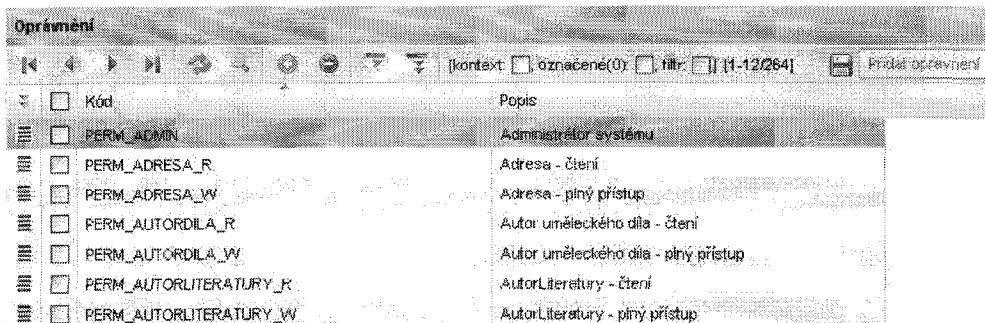 Oprávnění
[kontext: , označené(0): , filtr: ]] [1-12/264] Přidat oprávnění
Kód Popis
PERM_ADMIN Administrátor systému
PERM_ADRESA_R Adresa - čtení
PERM_ADRESA_W Adresa - plný přístup
PERM_AUTORDILA_R Autor uměleckého díla - čtení
PERM_AUTORDILA_W Autor uměleckého díla - plný přístup
PERM_AUTORLITERATURY_R AutorLiteratury - čtení
PERM_AUTORLITERATURY_W AutorLiteratury - plný přístup